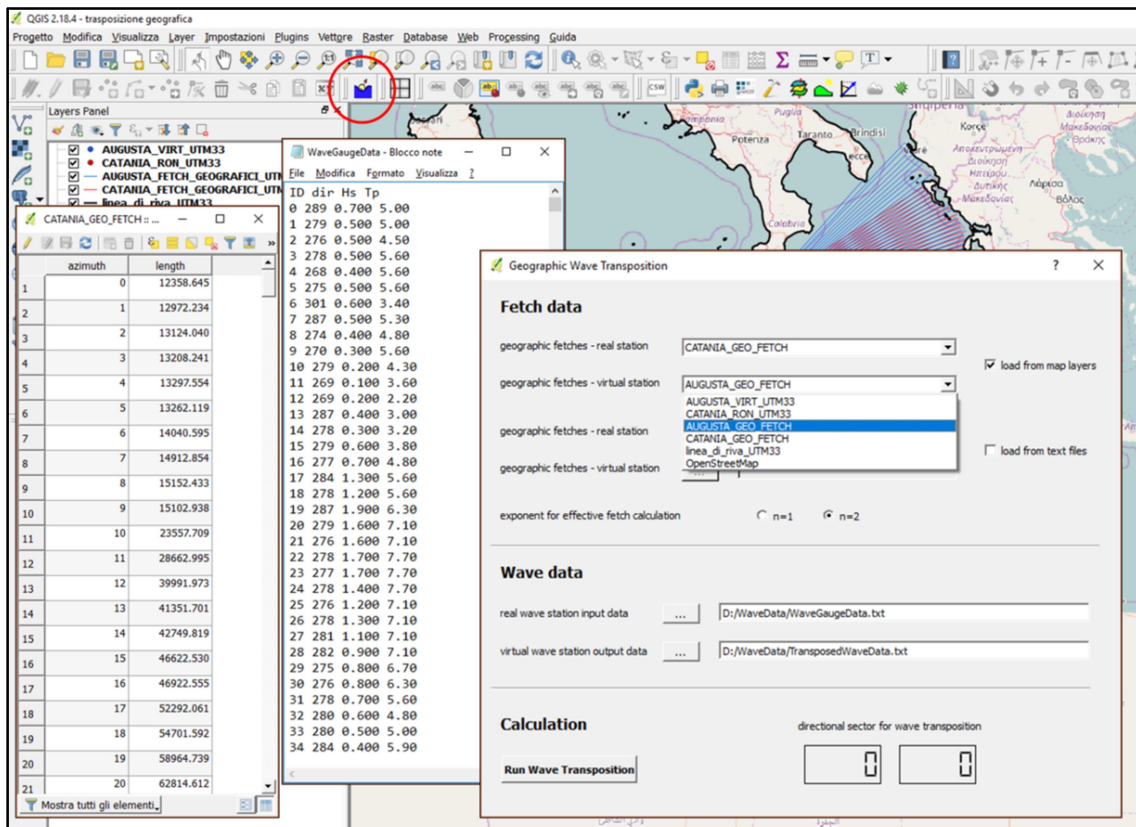 QGIS 2.18.4 - trasposizione geografica
Progetto Modifica Visualizza Layer Impostazioni Plugins Vettore Raster Database Web Processing Guida
Layers Panel
AUGUSTA_VIRT_UTM33
CATANIA_RON_UTM33
AUGUSTA_FETCH_GEOGRAFICI_UTM
CATANIA_FETCH_GEOGRAFICI_UTM
linea_di_riva_UTM33
CATANIA_GEO_FETCH :: ...
azimuth length
1 0 12358.645
2 1 12972.234
3 2 13124.040
4 3 13208.241
5 4 13297.554
6 5 13262.119
7 6 14040.595
8 7 14912.854
9 8 15152.433
10 9 15102.938
11 10 23557.709
12 11 28662.995
13 12 39991.973
14 13 41351.701
15 14 42749.819
16 15 46622.530
17 16 46922.555
18 17 52292.061
19 18 54701.592
20 19 58964.739
21 20 62814.612
Mostra tutti gli elementi
WaveGaugeData - Blocco note
File Modifica Formato Visualizza ?
ID dir Hs Tp
0 289 0.700 5.00
1 279 0.500 5.00
2 276 0.500 4.50
3 278 0.500 5.60
4 268 0.400 5.60
5 275 0.500 5.60
6 301 0.600 3.40
7 287 0.500 5.30
8 274 0.400 4.80
9 270 0.300 5.60
10 279 0.200 4.30
11 269 0.100 3.60
12 269 0.200 2.20
13 287 0.400 3.00
14 278 0.300 3.20
15 279 0.600 3.80
16 277 0.700 4.80
17 284 1.300 5.60
18 278 1.200 5.60
19 287 1.900 6.30
20 279 1.600 7.10
21 276 1.600 7.10
22 278 1.700 7.70
23 277 1.700 7.70
24 278 1.400 7.70
25 276 1.200 7.10
26 278 1.300 7.10
27 281 1.100 7.10
28 282 0.900 7.10
29 275 0.800 6.70
30 276 0.800 6.30
31 278 0.700 5.60
32 280 0.600 4.80
33 280 0.500 5.00
34 284 0.400 5.90
Potenza
Puglia
Taranto
Brindisi
Calabria
Korçë
Λάρισα
Βόλος
Geographic Wave Transposition
Fetch data
geographic fetches - real station CATANIA_GEO_FETCH
load from map layers
geographic fetches - virtual station AUGUSTA_GEO_FETCH
AUGUSTA_VIRT_UTM33
CATANIA_RON_UTM33
AUGUSTA_GEO_FETCH
CATANIA_GEO_FETCH
linea_di_riva_UTM33
OpenStreetMap
geographic fetches - real station
load from text files
geographic fetches - virtual station ...
exponent for effective fetch calculation n=1 n=2
Wave data
real wave station input data ... D:/WaveData/WaveGaugeData.txt
virtual wave station output data ... D:/WaveData/TransposedWaveData.txt
Calculation
directional sector for wave transposition
Run Wave Transposition
0 0